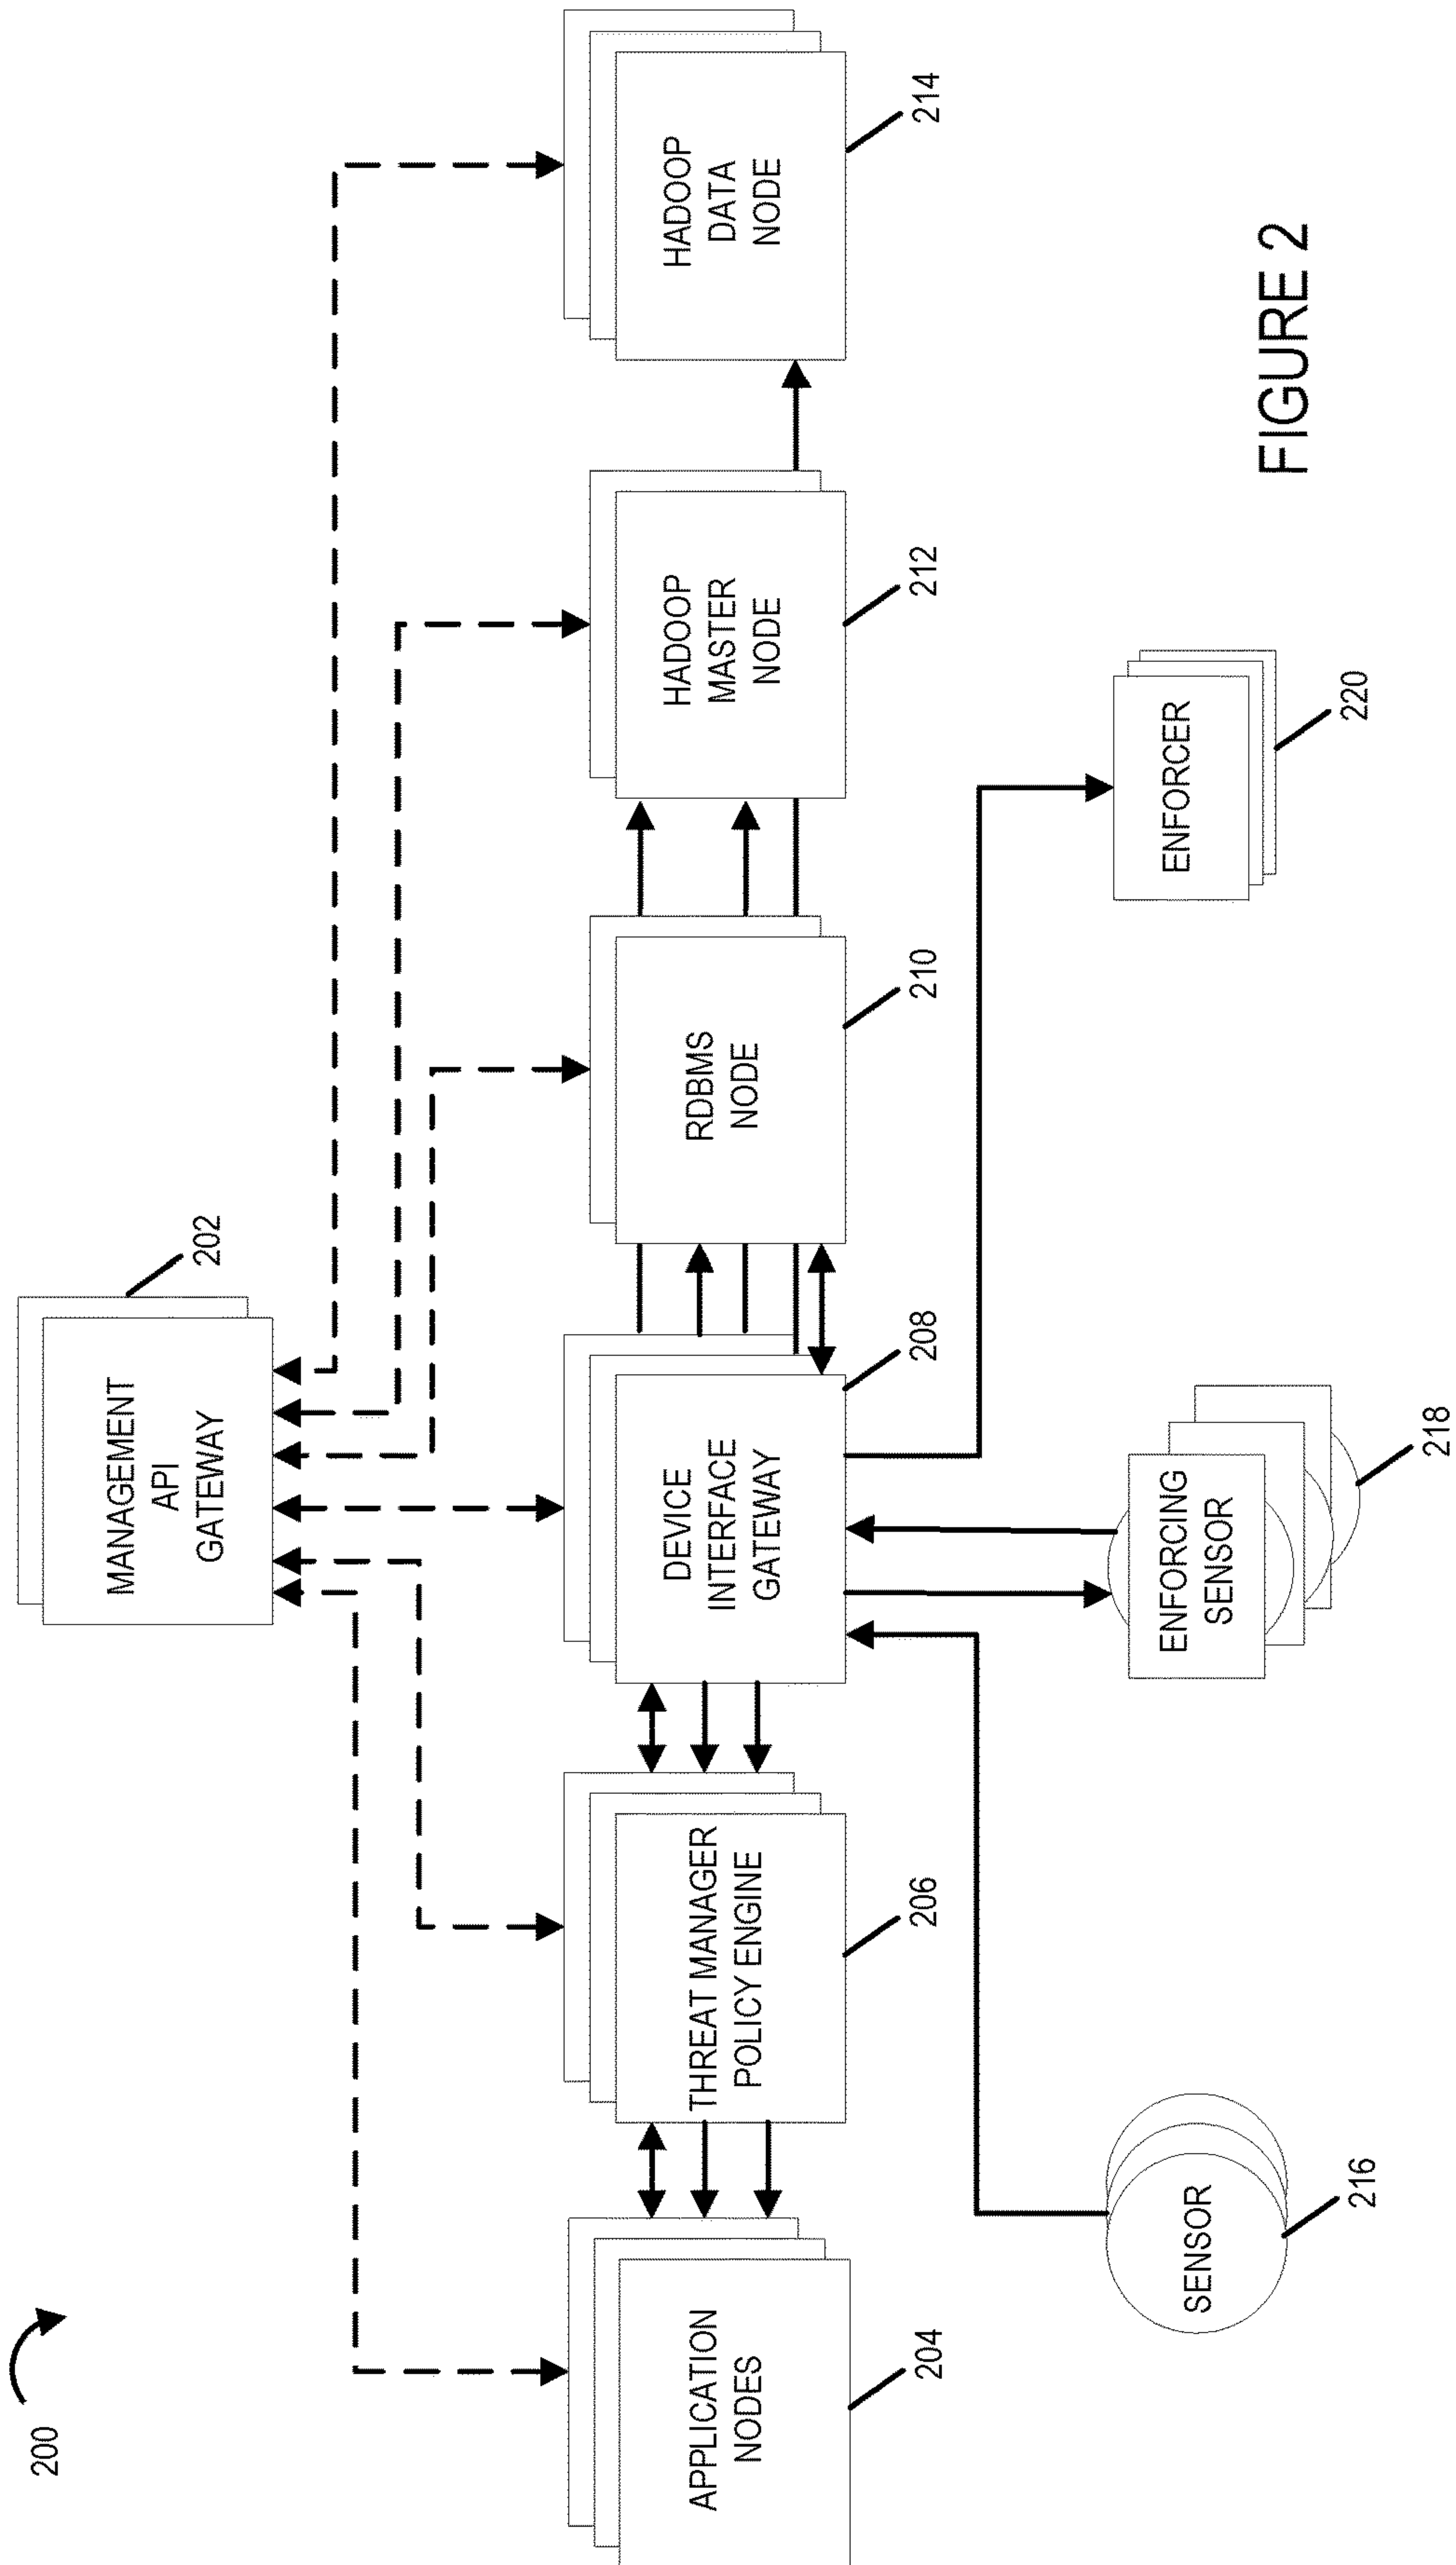 200
MANAGEMENT
API
GATEWAY
202
APPLICATION
NODES
204
THREAT MANAGER
POLICY ENGINE
206
DEVICE
INTERFACE
GATEWAY
208
RDBMS
NODE
210
HADOOP
MASTER
NODE
212
HADOOP
DATA
NODE
214
SENSOR
216
ENFORCING
SENSOR
218
ENFORCER
220
FIGURE 2